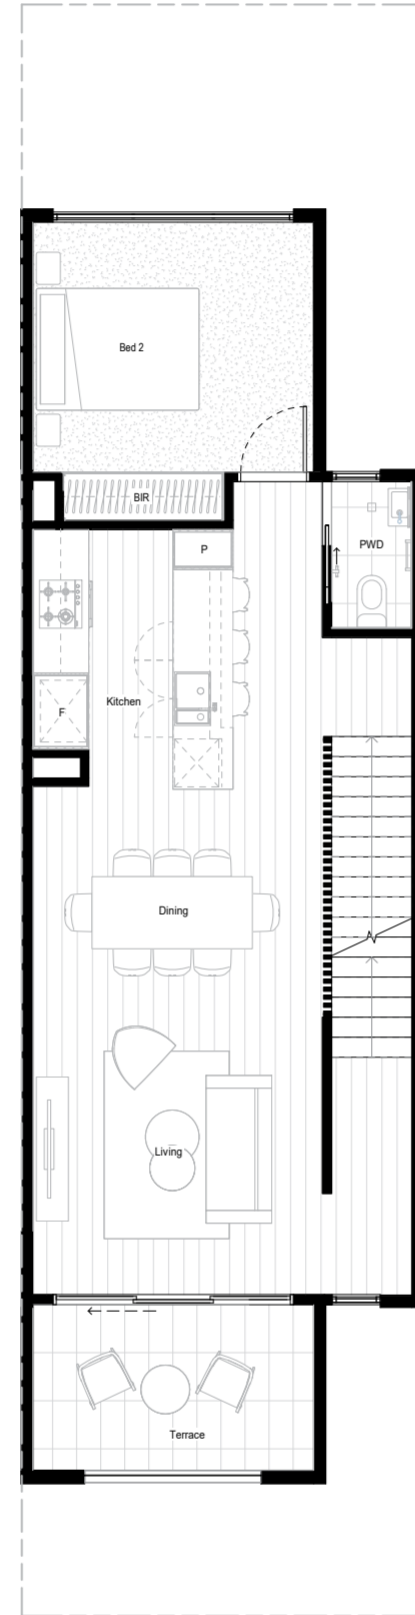 Bed 2
BIR
P
PWD
Kitchen
F
Dining
Living
Terrace